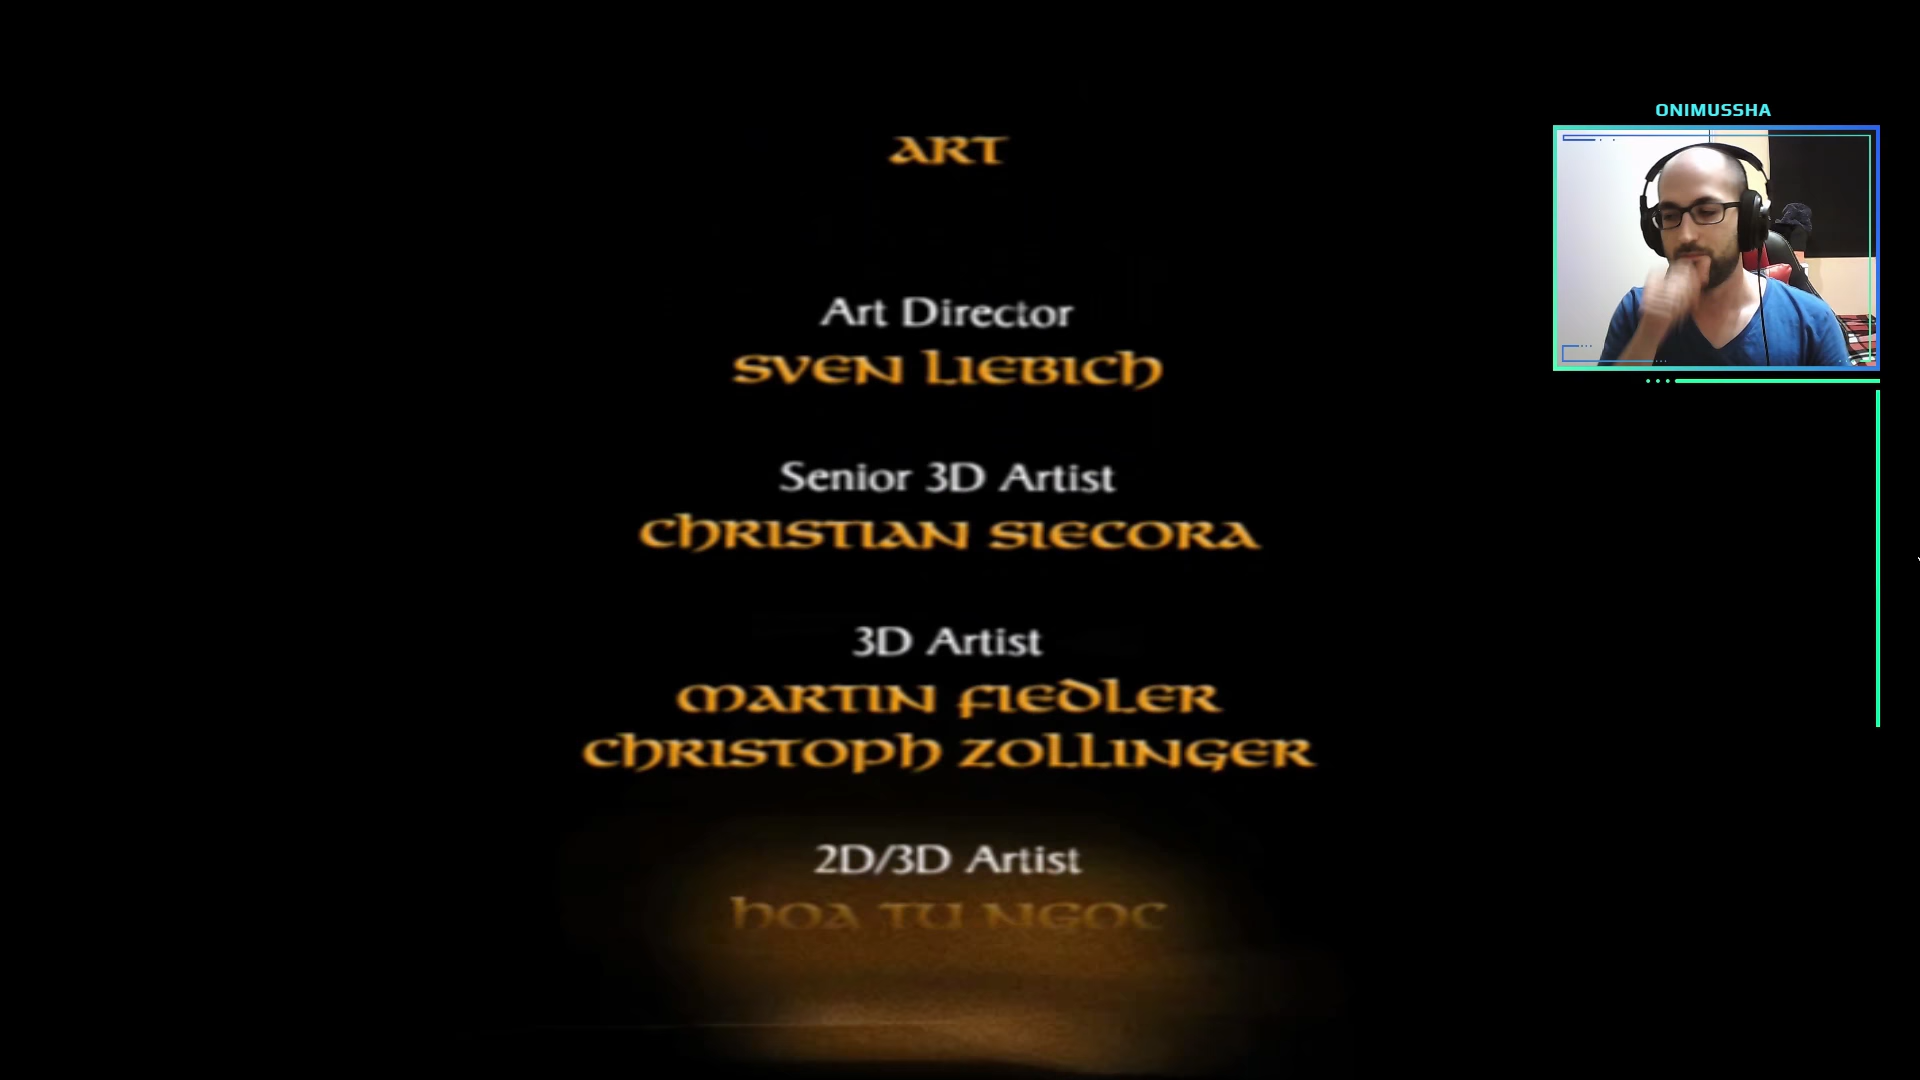 ONIMUSSHA
ART
Art Director
SVEN LIEBICH
Senior 3D Artist
CHRISTIAN SIECORA
3D Artist
MARTIN FIEDLER
CHRISTOPH ZOLLINGER
2D/3D Artist
HOA TU NGOC